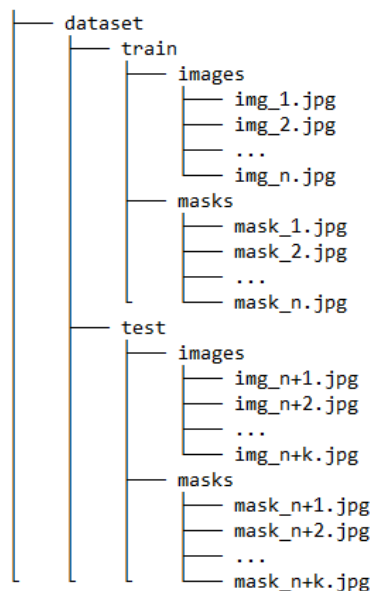 dataset
train
images
img_1.jpg
img_2.jpg
...
img_n.jpg
masks
mask_1.jpg
mask_2.jpg
...
mask_n.jpg
test
images
img_n+1.jpg
img_n+2.jpg
...
img_n+k.jpg
masks
mask_n+1.jpg
mask_n+2.jpg
...
mask_n+k.jpg